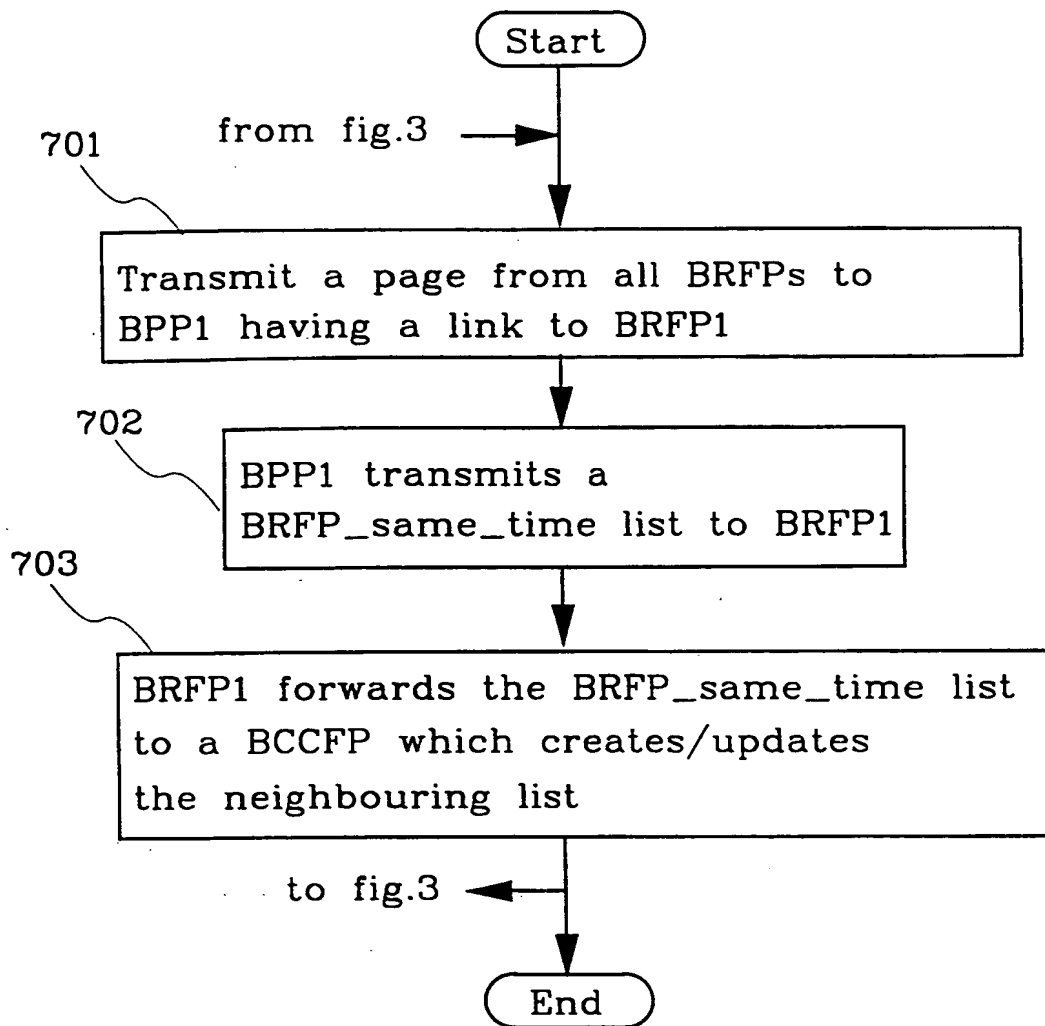 Start
from fig.3
701
Transmit a page from all BRFPs to
BPP1 having a link to BRFP1
702
BPP1 transmits a
BRFP_same_time list to BRFP1
703
BRFP1 forwards the BRFP_same_time list
to a BCCFP which creates/updates
the neighbouring list
to fig.3
End